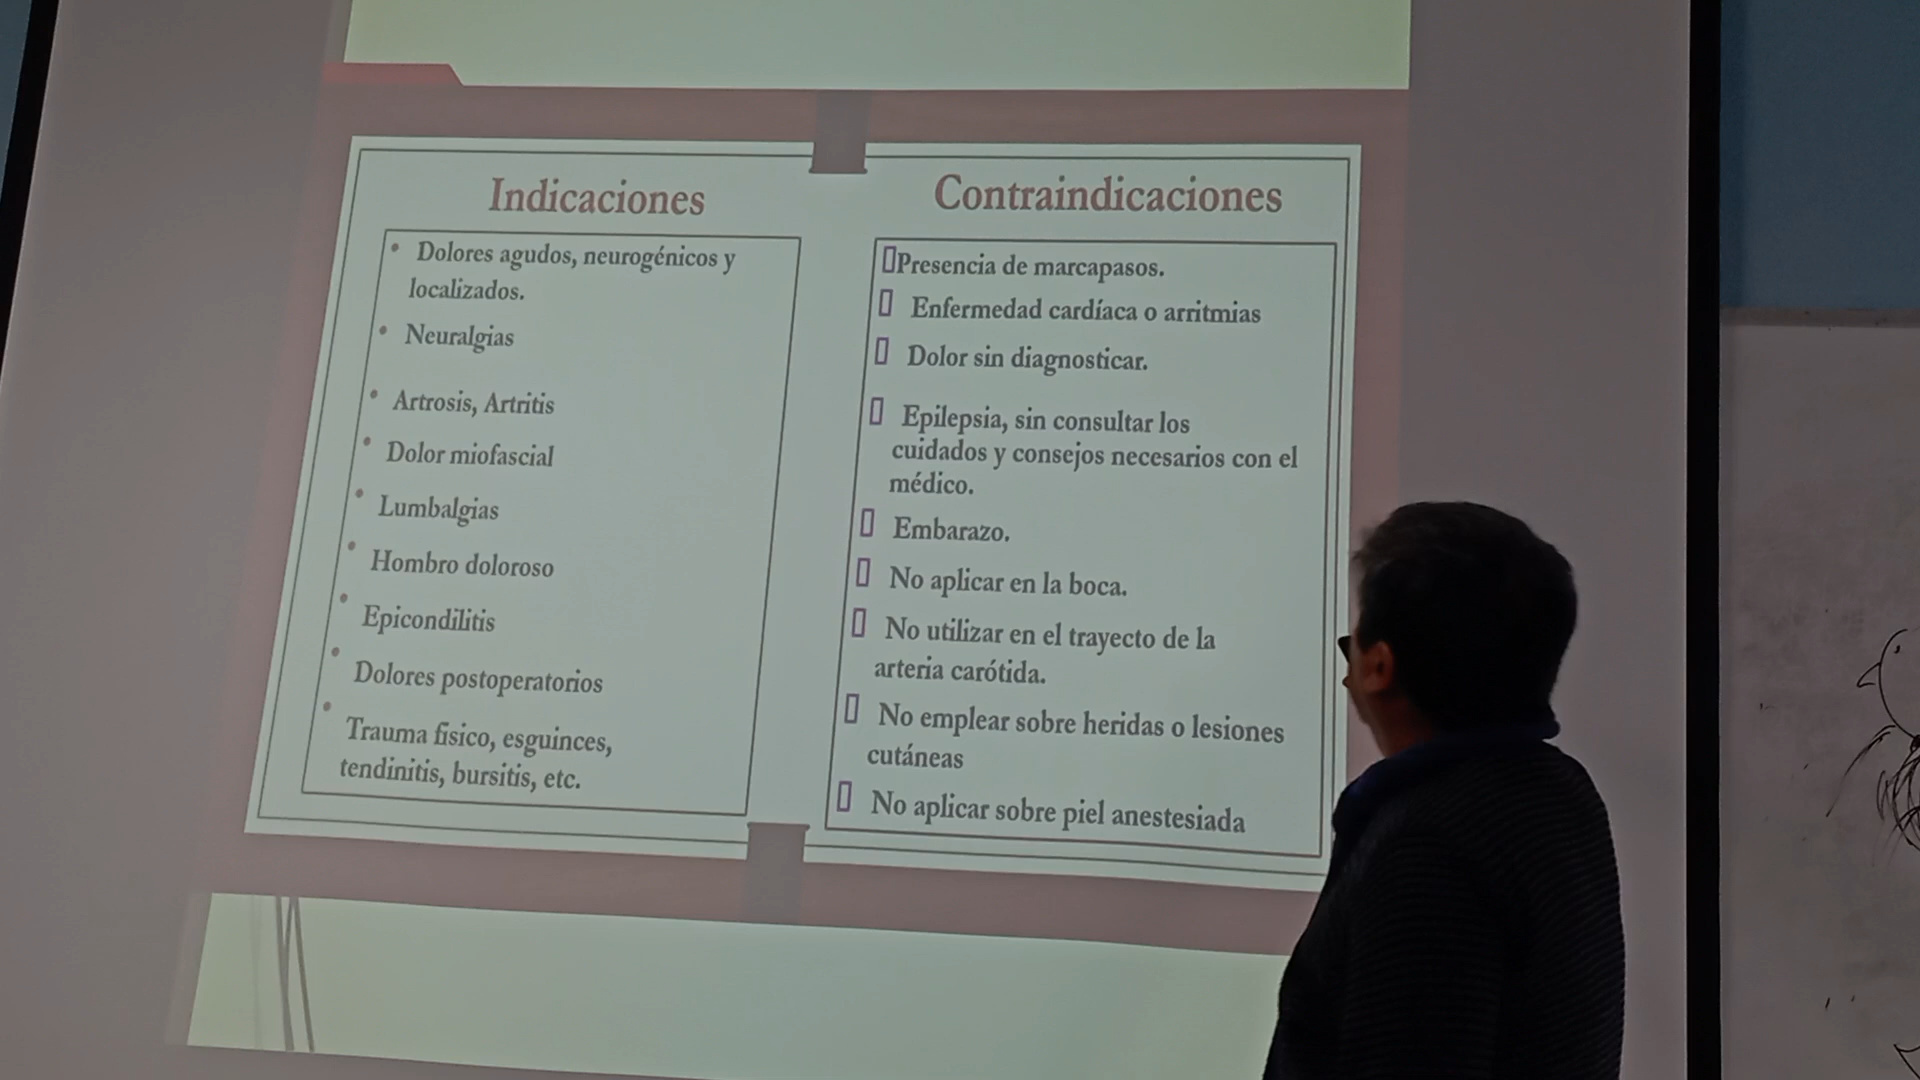 Indicaciones
• Dolores agudos, neurogénicos y
localizados.
• Neuralgias
• Artrosis, Artritis
• Dolor miofascial
• Lumbalgias
• Hombro doloroso
• Epicondilitis
• Dolores postoperatorios
• Trauma fisico, esguinces,
tendinitis, bursitis, etc.
Contraindicaciones
Presencia de marcapasos.
Enfermedad cardíaca o arritmias
Dolor sin diagnosticar.
Epilepsia, sin consultar los
cuidados y consejos necesarios con el
médico.
Embarazo.
No aplicar en la boca.
No utilizar en el trayecto de la
arteria carótida.
No emplear sobre heridas o lesiones
cutáneas
No aplicar sobre piel anestesiada